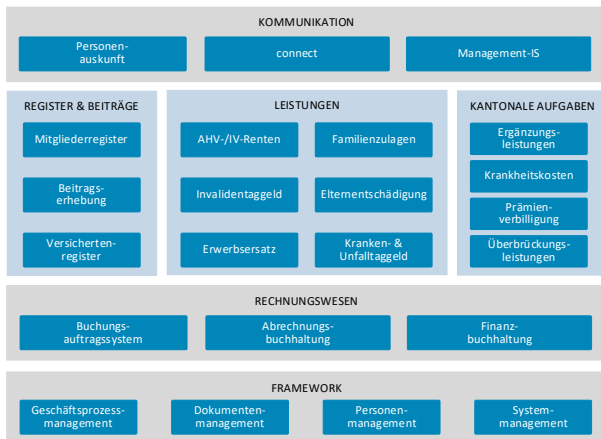 KOMMUNIKATION
Personen-
auskunft
connect
Management-IS
REGISTER & BEITRÄGE
Mitgliederregister
Beitrags-
erhebung
Versicherten-
register
LEISTUNGEN
AHV-/IV-Renten
Familienzulagen
Invalidentaggeld
Elternentschädigung
Erwerbsersatz
Kranken- &
Unfalltaggeld
KANTONALE AUFGABEN
Ergänzungs-
leistungen
Krankheitskosten
Prämien-
verbilligung
Überbrückungs-
leistungen
RECHNUNGSWESEN
Buchungs-
auftragssystem
Abrechnungs-
buchhaltung
Finanz-
buchhaltung
FRAMEWORK
Geschäftsprozess-
management
Dokumenten-
management
Personen-
management
System-
management